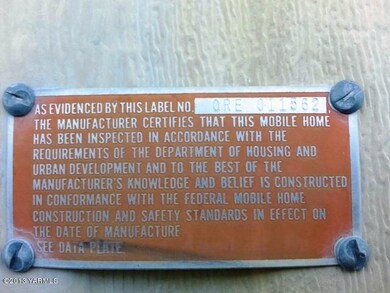 AS EVIDENCED BY THIS LABEL NO. ORE 011562
THE MANUFACTURER CERTIFIES THAT THIS MOBILE HOME
HAS BEEN INSPECTED IN ACCORDANCE WITH THE
REQUIREMENTS OF THE DEPARTMENT OF HOUSING AND
URBAN DEVELOPMENT AND TO THE BEST OF THE
MANUFACTURER'S KNOWLEDGE AND BELIEF IS CONSTRUCTED
IN CONFORMANCE WITH THE FEDERAL MOBILE HOME
CONSTRUCTION AND SAFETY STANDARDS IN EFFECT ON
THE DATE OF MANUFACTURE
SEE DATA PLATE
©2013 YARMLS